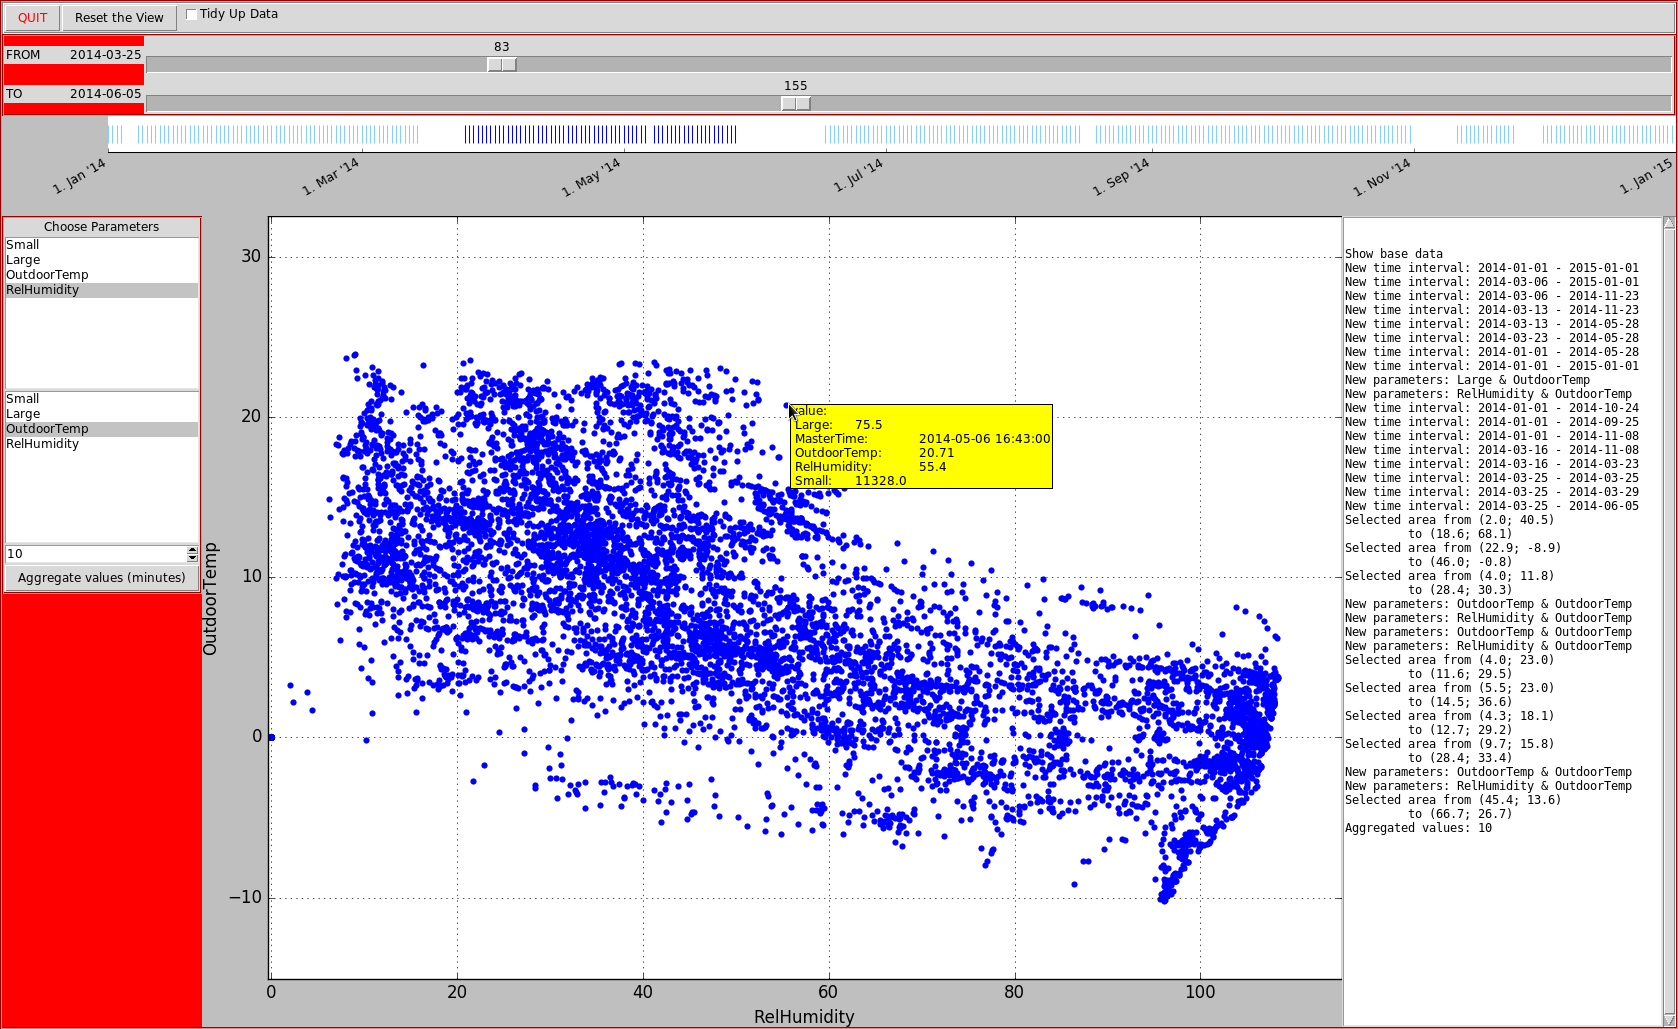 QUIT Reset the View Tidy Up Data
83
FROM 2014-03-25
155
TO 2014-06-05
1. Jan '14 1. Mar '14 1. May '14 1. Jul '14 1. Sep '14 1. Nov '14 1. Jan '15
Choose Parameters
Small
Large
OutdoorTemp
RelHumidity
Small
Large
OutdoorTemp
RelHumidity
10
Aggregate values (minutes)
OutdoorTemp
30
20
10
0
−10
0 20 40 60 80 100
RelHumidity
alue:
Large: 75.5
MasterTime: 2014-05-06 16:43:00
OutdoorTemp: 20.71
RelHumidity: 55.4
Small: 11328.0
Show base data
New time interval: 2014-01-01 - 2015-01-01
New time interval: 2014-03-06 - 2015-01-01
New time interval: 2014-03-06 - 2014-11-23
New time interval: 2014-03-13 - 2014-11-23
New time interval: 2014-03-13 - 2014-05-28
New time interval: 2014-03-23 - 2014-05-28
New time interval: 2014-01-01 - 2014-05-28
New time interval: 2014-01-01 - 2015-01-01
New parameters: Large & OutdoorTemp
New parameters: RelHumidity & OutdoorTemp
New time interval: 2014-01-01 - 2014-10-24
New time interval: 2014-01-01 - 2014-09-25
New time interval: 2014-01-01 - 2014-11-08
New time interval: 2014-03-16 - 2014-11-08
New time interval: 2014-03-16 - 2014-03-23
New time interval: 2014-03-25 - 2014-03-25
New time interval: 2014-03-25 - 2014-03-29
New time interval: 2014-03-25 - 2014-06-05
Selected area from (2.0; 40.5)
to (18.6; 68.1)
Selected area from (22.9; -8.9)
to (46.0; -0.8)
Selected area from (4.0; 11.8)
to (28.4; 30.3)
New parameters: OutdoorTemp & OutdoorTemp
New parameters: RelHumidity & OutdoorTemp
New parameters: OutdoorTemp & OutdoorTemp
New parameters: RelHumidity & OutdoorTemp
Selected area from (4.0; 23.0)
to (11.6; 29.5)
Selected area from (5.5; 23.0)
to (14.5; 36.6)
Selected area from (4.3; 18.1)
to (12.7; 29.2)
Selected area from (9.7; 15.8)
to (28.4; 33.4)
New parameters: OutdoorTemp & OutdoorTemp
New parameters: RelHumidity & OutdoorTemp
Selected area from (45.4; 13.6)
to (66.7; 26.7)
Aggregated values: 10